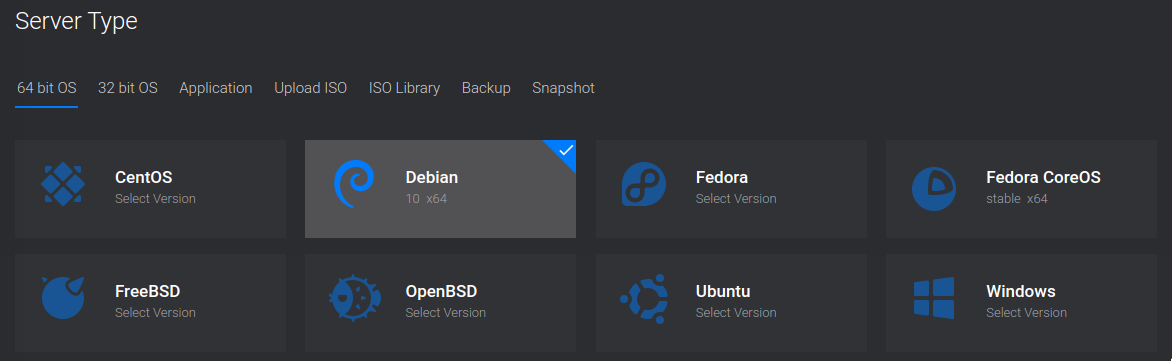 Server Type
64 bit OS 32 bit OS Application Upload ISO ISO Library Backup Snapshot
CentOS
Select Version
Debian
10 x64
Fedora
Select Version
Fedora CoreOS
stable x64
FreeBSD
Select Version
OpenBSD
Select Version
Ubuntu
Select Version
Windows
Select Version